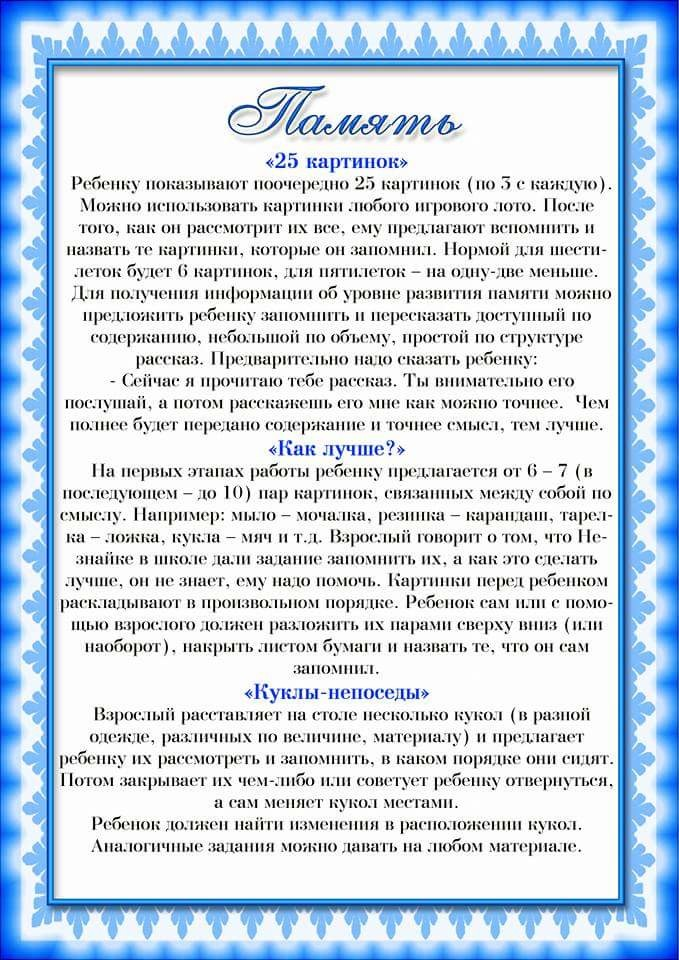 Память
«25 картинок»
Ребенку показывают поочередно 25 картинок (по 3 с каждую).
Можно использовать картинки любого игрового лото. После
того, как он рассмотрит их все, ему предлагают вспомнить и
назвать те картинки, которые он запомнил. Нормой для шести-
леток будет 6 картинок, для пятилеток – на одну-две меньше.
Для получения информации об уровне развития памяти можно
предложить ребенку запомнить и пересказать доступный по
содержанию, небольшой по объему, простой по структуре
рассказ. Предварительно надо сказать ребенку:
- Сейчас я прочитаю тебе рассказ. Ты внимательно его
послушай, а потом расскажешь его мне как можно точнее. Чем
полнее будет передано содержание и точнее смысл, тем лучше.
«Как лучше?»
На первых этапах работы ребенку предлагается от 6 – 7 (в
последующем – до 10) пар картинок, связанных между собой по
смыслу. Например: мыло – мочалка, резинка – карандаш, тарел-
ка – ложка, кукла – мяч и т.д. Взрослый говорит о том, что Не-
знайке в школе дали задание запомнить их, а как это сделать
лучше, он не знает, ему надо помочь. Картинки перед ребенком
раскладывают в произвольном порядке. Ребенок сам или с помо-
щью взрослого должен разложить их парами сверху вниз (или
наоборот), накрыть листом бумаги и назвать те, что он сам
запомнил.
«Куклы-непоседы»
Взрослый расставляет на столе несколько кукол (в разной
одежде, различных по величине, материалу) и предлагает
ребенку их рассмотреть и запомнить, в каком порядке они сидят.
Потом закрывает их чем-либо или советует ребенку отвернуться,
а сам меняет кукол местами.
Ребенок должен найти изменения в расположении кукол.
Аналогичные задания можно давать на любом материале.